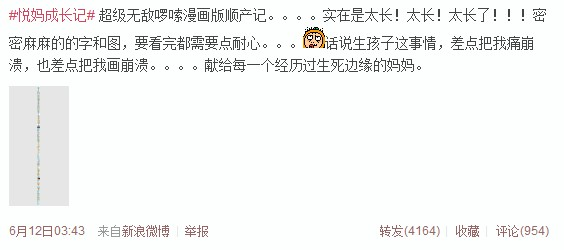 #悦妈成长记# 超级无敌啰嗦漫画版顺产记。。。。实在是太长！太长！太长了！！！密
密麻麻的的字和图，要看完都需要点耐心。。。话说生孩子这事情，差点把我痛崩
溃，也差点把我画崩溃。。。。献给每一个经历过生死边缘的妈妈。
6月12日03:43 来自新浪微博 | 举报 转发(4164) | 收藏 | 评论(954)